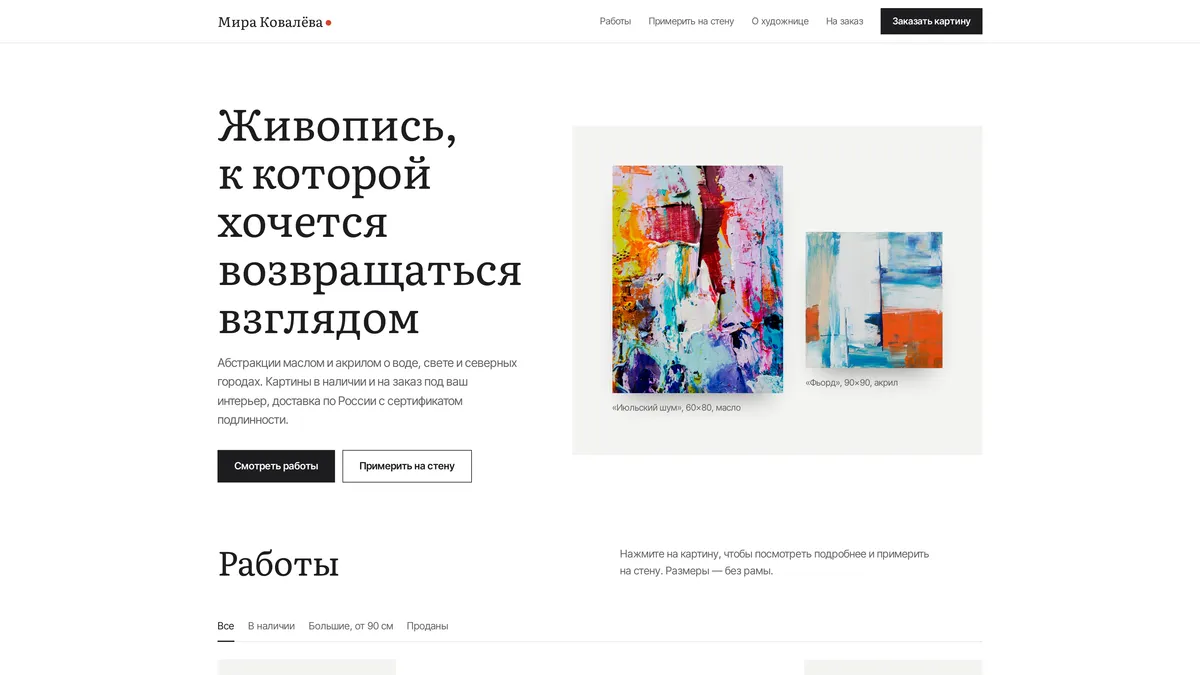 Мира Ковалёва
Работы
Примерить на стену
О художнице
На заказ
Заказать картину
Живопись,
к которой
хочется
возвращаться
взглядом
Абстракции маслом и акрилом о воде, свете и северных
городах. Картины в наличии и на заказ под ваш
интерьер, доставка по России с сертификатом
подлинности.
Смотреть работы
Примерить на стену
«Июльский шум», 60×80, масло
«Фьорд», 90×90, акрил
Работы
Нажмите на картину, чтобы посмотреть подробнее и примерить
на стену. Размеры — без рамы.
Все
В наличии
Большие, от 90 см
Проданы